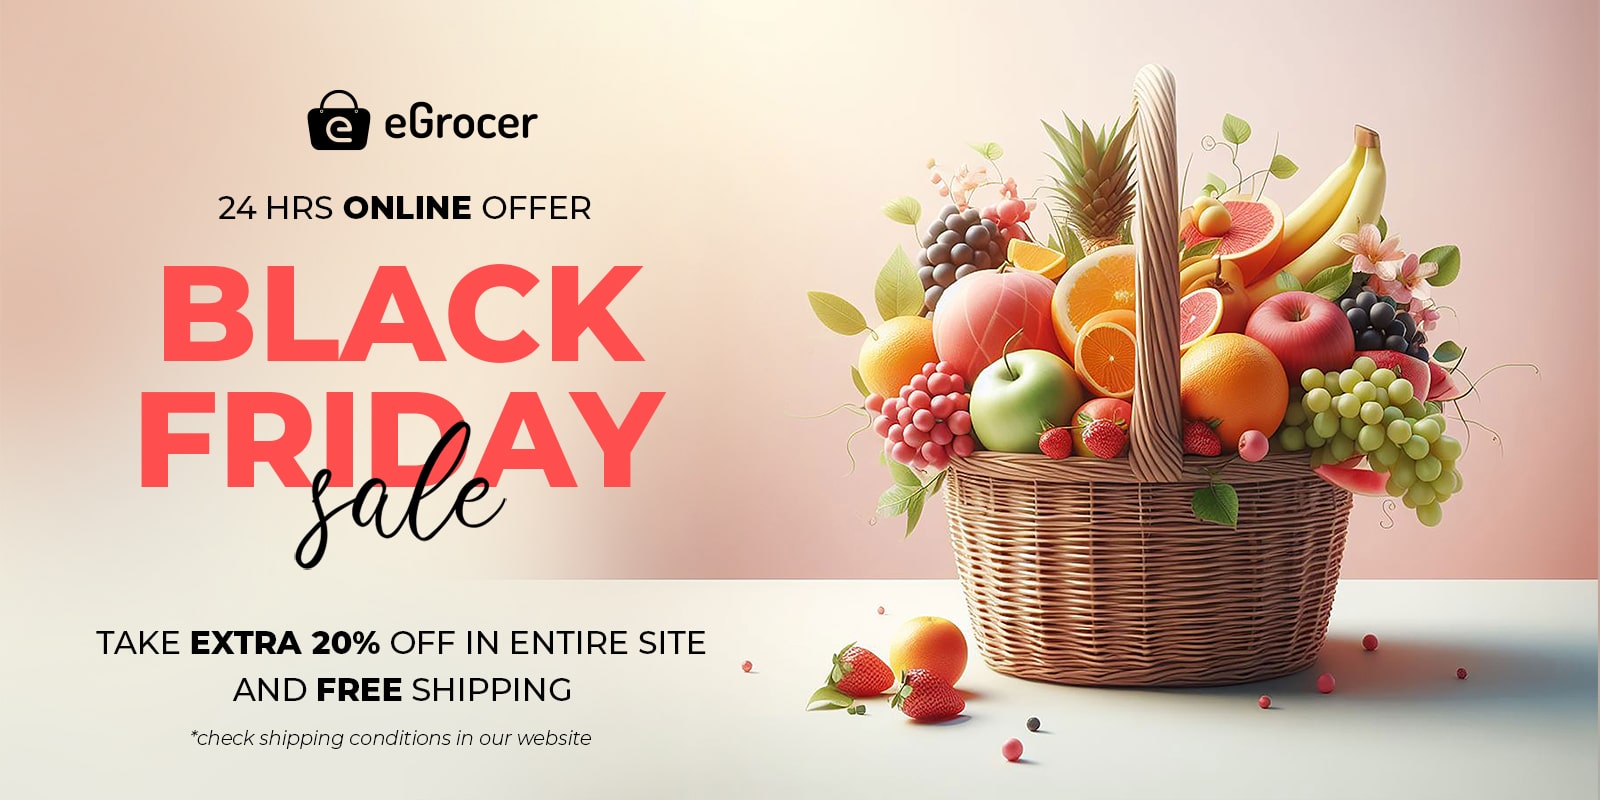 e
eGrocer
24 HRS ONLINE OFFER
BLACK
FRIDAY
sale
TAKE EXTRA 20% OFF IN ENTIRE SITE
AND FREE SHIPPING
*check shipping conditions in our website